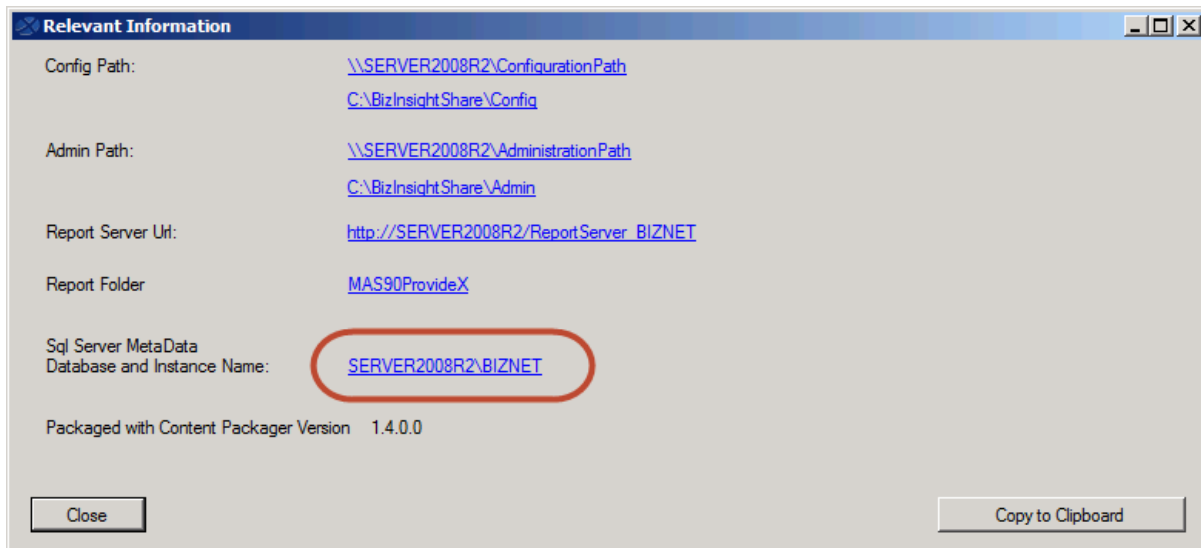 Relevant Information
Config Path: \\SERVER2008R2\ConfigurationPath
C:\BizInsightShare\Config
Admin Path: \\SERVER2008R2\AdministrationPath
C:\BizInsightShare\Admin
Report Server Url: http://SERVER2008R2/ReportServer_BIZNET
Report Folder MAS90ProvideX
Sql Server MetaData
Database and Instance Name: SERVER2008R2\BIZNET
Packaged with Content Packager Version 1.4.0.0
Close Copy to Clipboard